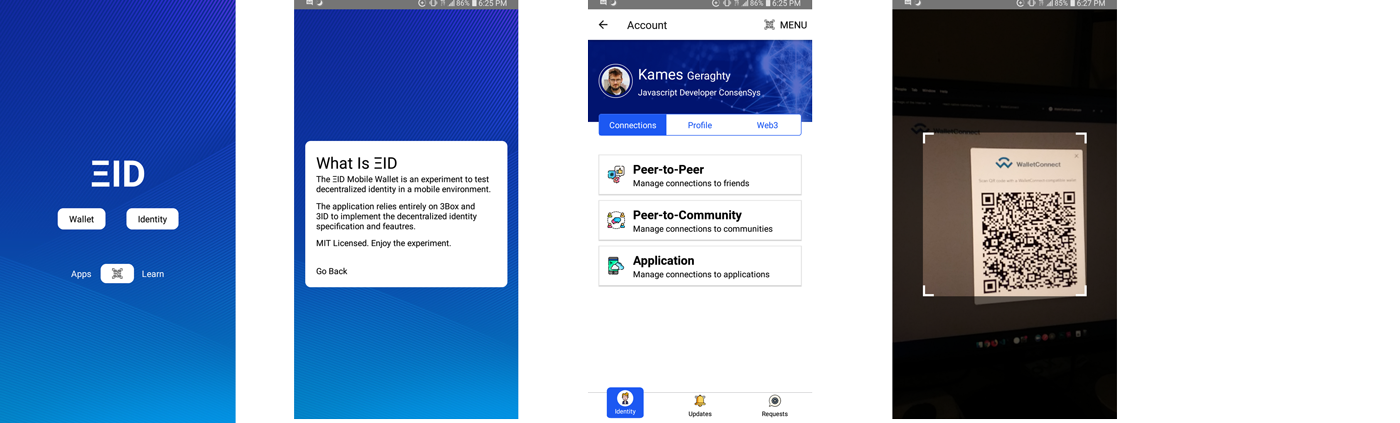 ΞID
Wallet
Identity
Apps
Learn
86% 6:25 PM
What Is ΞID
The ΞID Mobile Wallet is an experiment to test
decentralized identity in a mobile environment.
The application relies entirely on 3Box and
3ID to implement the decentralized identity
specification and feautres.
MIT Licensed. Enjoy the experiment.
Go Back
86% 6:25 PM
Account
MENU
Kames Geraghty
Javascript Developer ConsenSys
Connections
Profile
Web3
Peer-to-Peer
Manage connections to friends
Peer-to-Community
Manage connections to communities
Application
Manage connections to applications
Identity
Updates
Requests
85% 6:27 PM
WalletConnect
WalletConnect